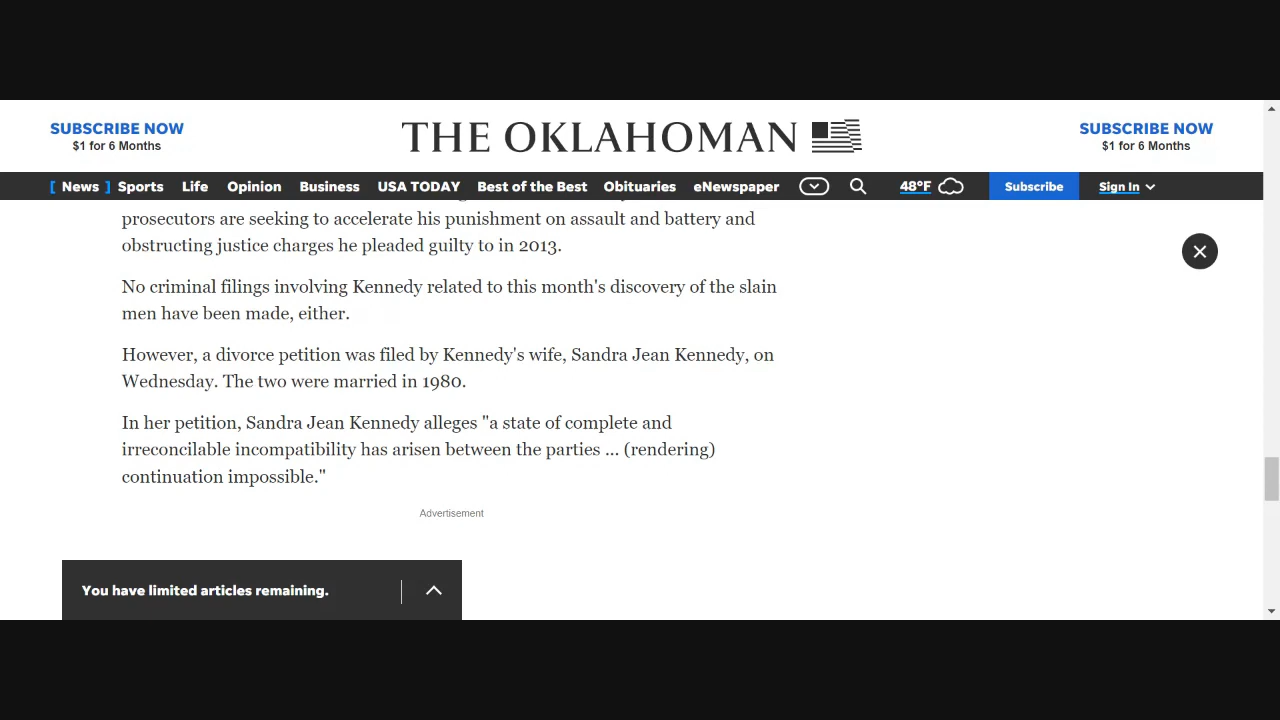 SUBSCRIBE NOW
$1 for 6 Months
THE OKLAHOMAN
SUBSCRIBE NOW
$1 for 6 Months
[ News ] Sports Life Opinion Business USA TODAY Best of the Best Obituaries eNewspaper 48°F Subscribe Sign In
prosecutors are seeking to accelerate his punishment on assault and battery and
obstructing justice charges he pleaded guilty to in 2013.
No criminal filings involving Kennedy related to this month's discovery of the slain
men have been made, either.
However, a divorce petition was filed by Kennedy's wife, Sandra Jean Kennedy, on
Wednesday. The two were married in 1980.
In her petition, Sandra Jean Kennedy alleges "a state of complete and
irreconcilable incompatibility has arisen between the parties ... (rendering)
continuation impossible."
Advertisement
You have limited articles remaining.